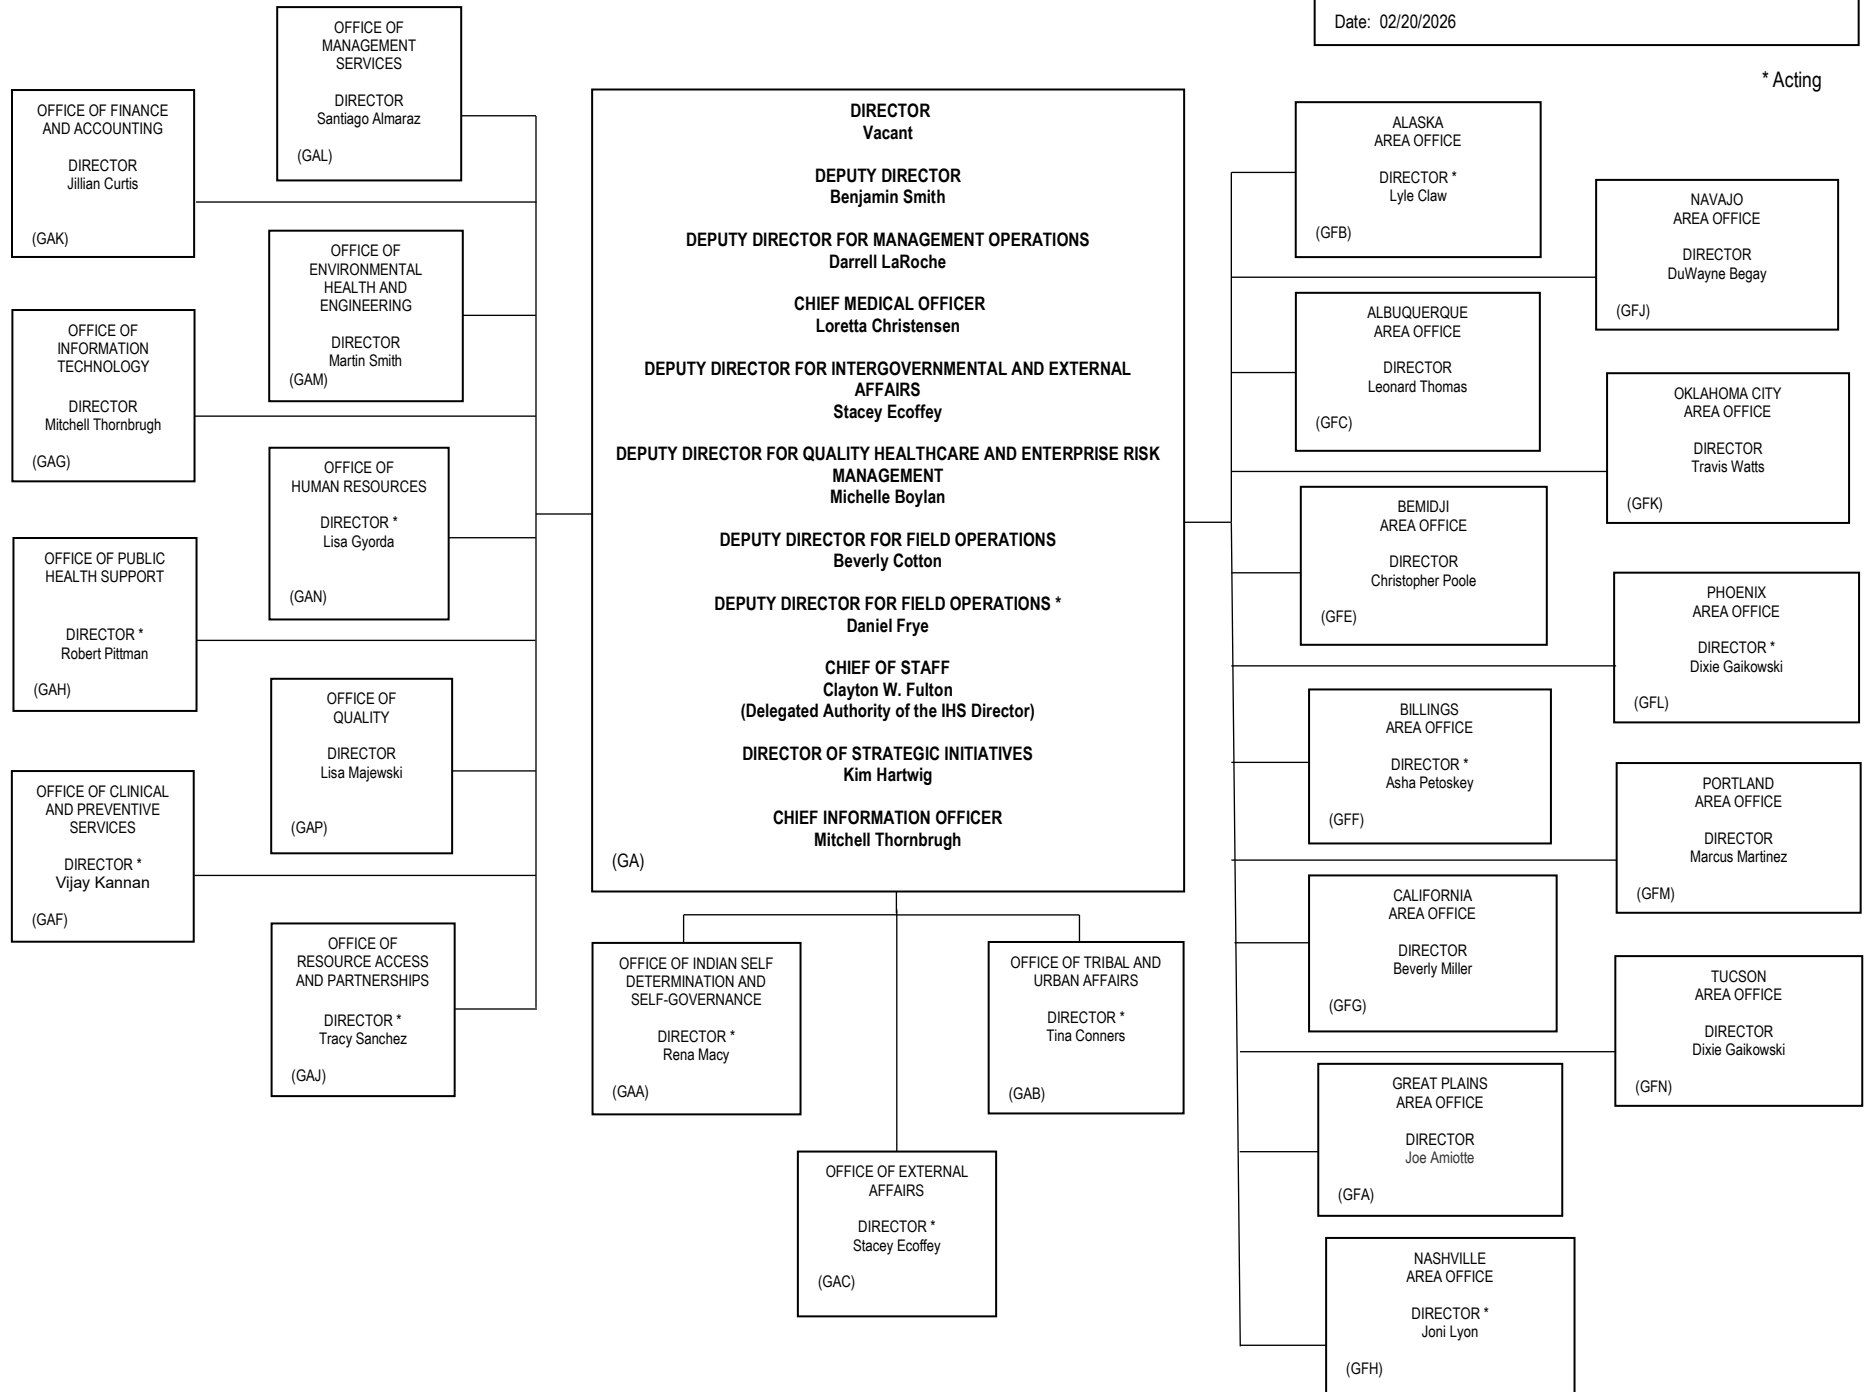 Date: 02/20/2026
* Acting
OFFICE OF
MANAGEMENT
SERVICES
DIRECTOR
Santiago Almaraz
(GAL)
OFFICE OF FINANCE
AND ACCOUNTING
DIRECTOR
Jillian Curtis
(GAK)
OFFICE OF
ENVIRONMENTAL
HEALTH AND
ENGINEERING
DIRECTOR
Martin Smith
(GAM)
OFFICE OF
INFORMATION
TECHNOLOGY
DIRECTOR
Mitchell Thornbrugh
(GAG)
OFFICE OF
HUMAN RESOURCES
DIRECTOR *
Lisa Gyorda
(GAN)
OFFICE OF PUBLIC
HEALTH SUPPORT
DIRECTOR *
Robert Pittman
(GAH)
OFFICE OF
QUALITY
DIRECTOR
Lisa Majewski
(GAP)
OFFICE OF CLINICAL
AND PREVENTIVE
SERVICES
DIRECTOR *
Vijay Kannan
(GAF)
OFFICE OF
RESOURCE ACCESS
AND PARTNERSHIPS
DIRECTOR *
Tracy Sanchez
(GAJ)
DIRECTOR
Vacant
DEPUTY DIRECTOR
Benjamin Smith
DEPUTY DIRECTOR FOR MANAGEMENT OPERATIONS
Darrell LaRoche
CHIEF MEDICAL OFFICER
Loretta Christensen
DEPUTY DIRECTOR FOR INTERGOVERNMENTAL AND EXTERNAL
AFFAIRS
Stacey Ecoffey
DEPUTY DIRECTOR FOR QUALITY HEALTHCARE AND ENTERPRISE RISK
MANAGEMENT
Michelle Boylan
DEPUTY DIRECTOR FOR FIELD OPERATIONS
Beverly Cotton
DEPUTY DIRECTOR FOR FIELD OPERATIONS *
Daniel Frye
CHIEF OF STAFF
Clayton W. Fulton
(Delegated Authority of the IHS Director)
DIRECTOR OF STRATEGIC INITIATIVES
Kim Hartwig
CHIEF INFORMATION OFFICER
Mitchell Thornbrugh
(GA)
OFFICE OF INDIAN SELF
DETERMINATION AND
SELF-GOVERNANCE
DIRECTOR *
Rena Macy
(GAA)
OFFICE OF TRIBAL AND
URBAN AFFAIRS
DIRECTOR *
Tina Conners
(GAB)
OFFICE OF EXTERNAL
AFFAIRS
DIRECTOR *
Stacey Ecoffey
(GAC)
ALASKA
AREA OFFICE
DIRECTOR *
Lyle Claw
(GFB)
NAVAJO
AREA OFFICE
DIRECTOR
DuWayne Begay
(GFJ)
ALBUQUERQUE
AREA OFFICE
DIRECTOR
Leonard Thomas
(GFC)
OKLAHOMA CITY
AREA OFFICE
DIRECTOR
Travis Watts
(GFK)
BEMIDJI
AREA OFFICE
DIRECTOR
Christopher Poole
(GFE)
PHOENIX
AREA OFFICE
DIRECTOR *
Dixie Gaikowski
(GFL)
BILLINGS
AREA OFFICE
DIRECTOR *
Asha Petoskey
(GFF)
PORTLAND
AREA OFFICE
DIRECTOR
Marcus Martinez
(GFM)
CALIFORNIA
AREA OFFICE
DIRECTOR
Beverly Miller
(GFG)
TUCSON
AREA OFFICE
DIRECTOR
Dixie Gaikowski
(GFN)
GREAT PLAINS
AREA OFFICE
DIRECTOR
Joe Amiotte
(GFA)
NASHVILLE
AREA OFFICE
DIRECTOR *
Joni Lyon
(GFH)